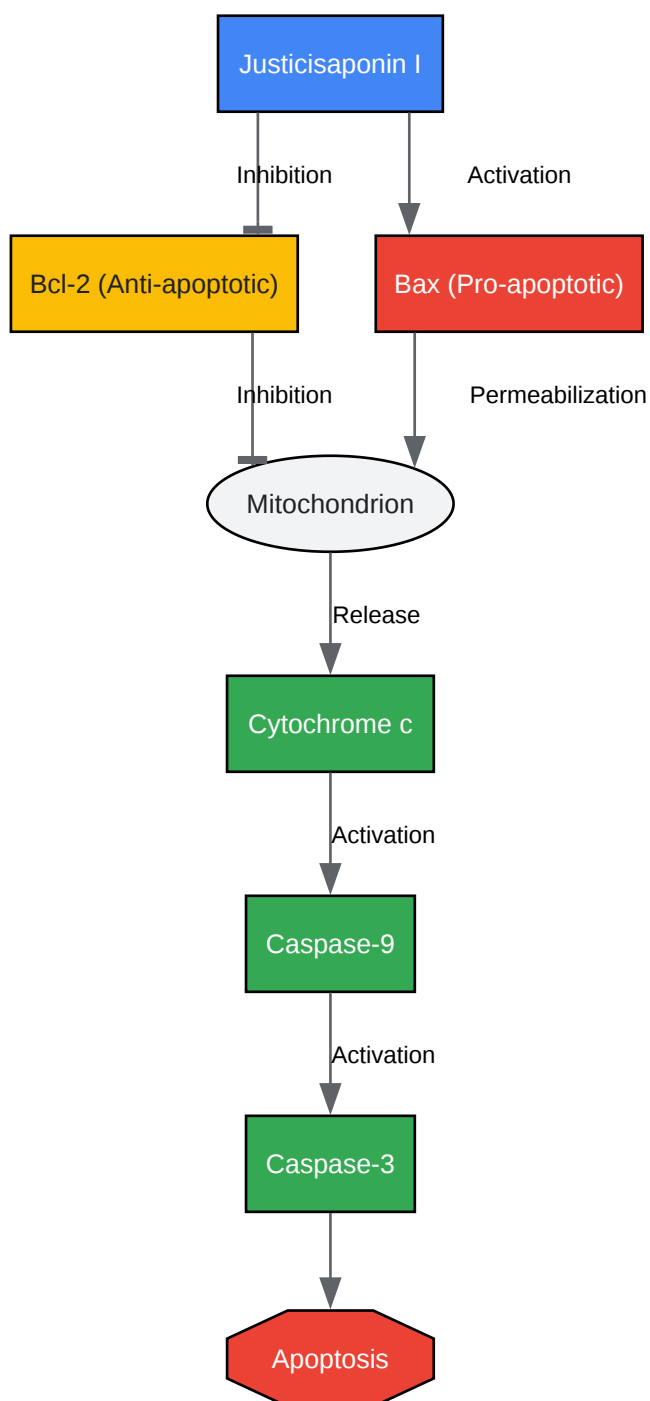 Justicisaponin I
Inhibition
Activation
Bcl-2 (Anti-apoptotic)
Bax (Pro-apoptotic)
Inhibition
Permeabilization
Mitochondrion
Release
Cytochrome c
Activation
Caspase-9
Activation
Caspase-3
Apoptosis